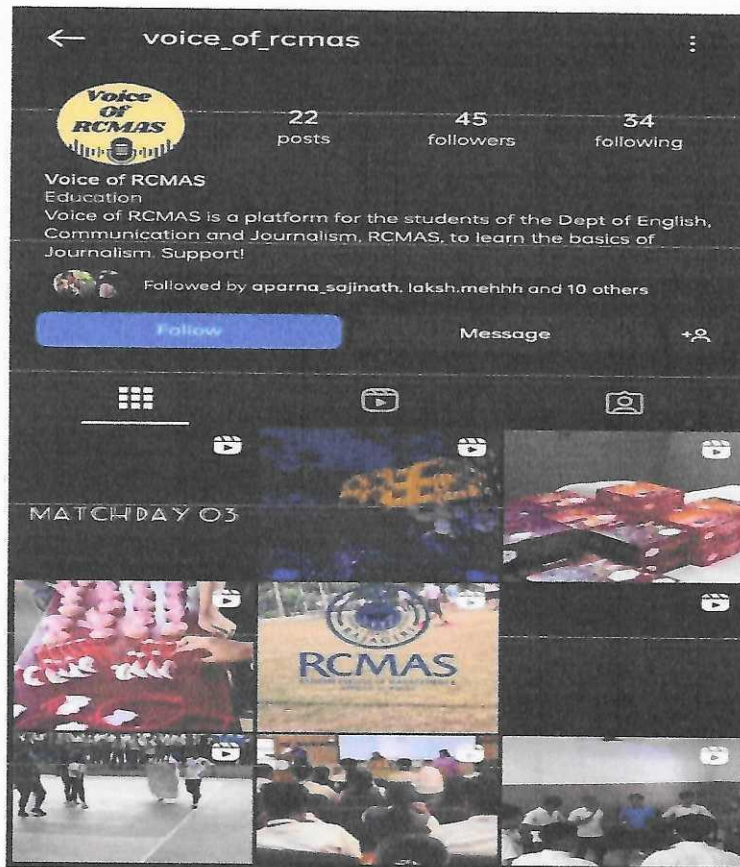 voice_of_rcmas
Voice
Of
RCMAS
22 45 34
posts followers following
Voice of RCMAS
Education
Voice of RCMAS is a platform for the students of the Dept of English,
Communication and Journalism, RCMAS, to learn the basics of
Journalism. Support!
Followed by aparna_sajinath, laksh.mehhh and 10 others
Follow Message
MATCHDAY 03
RCMAS